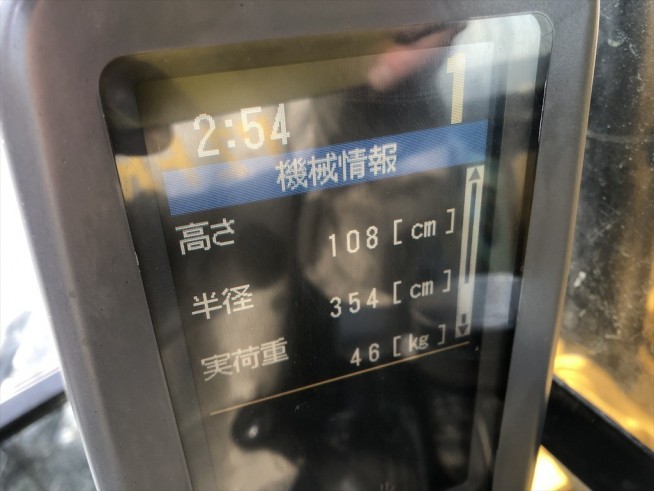 2:54 1
機械情報
高さ 108[cm]
半径 354[cm]
実荷重 46[kg]